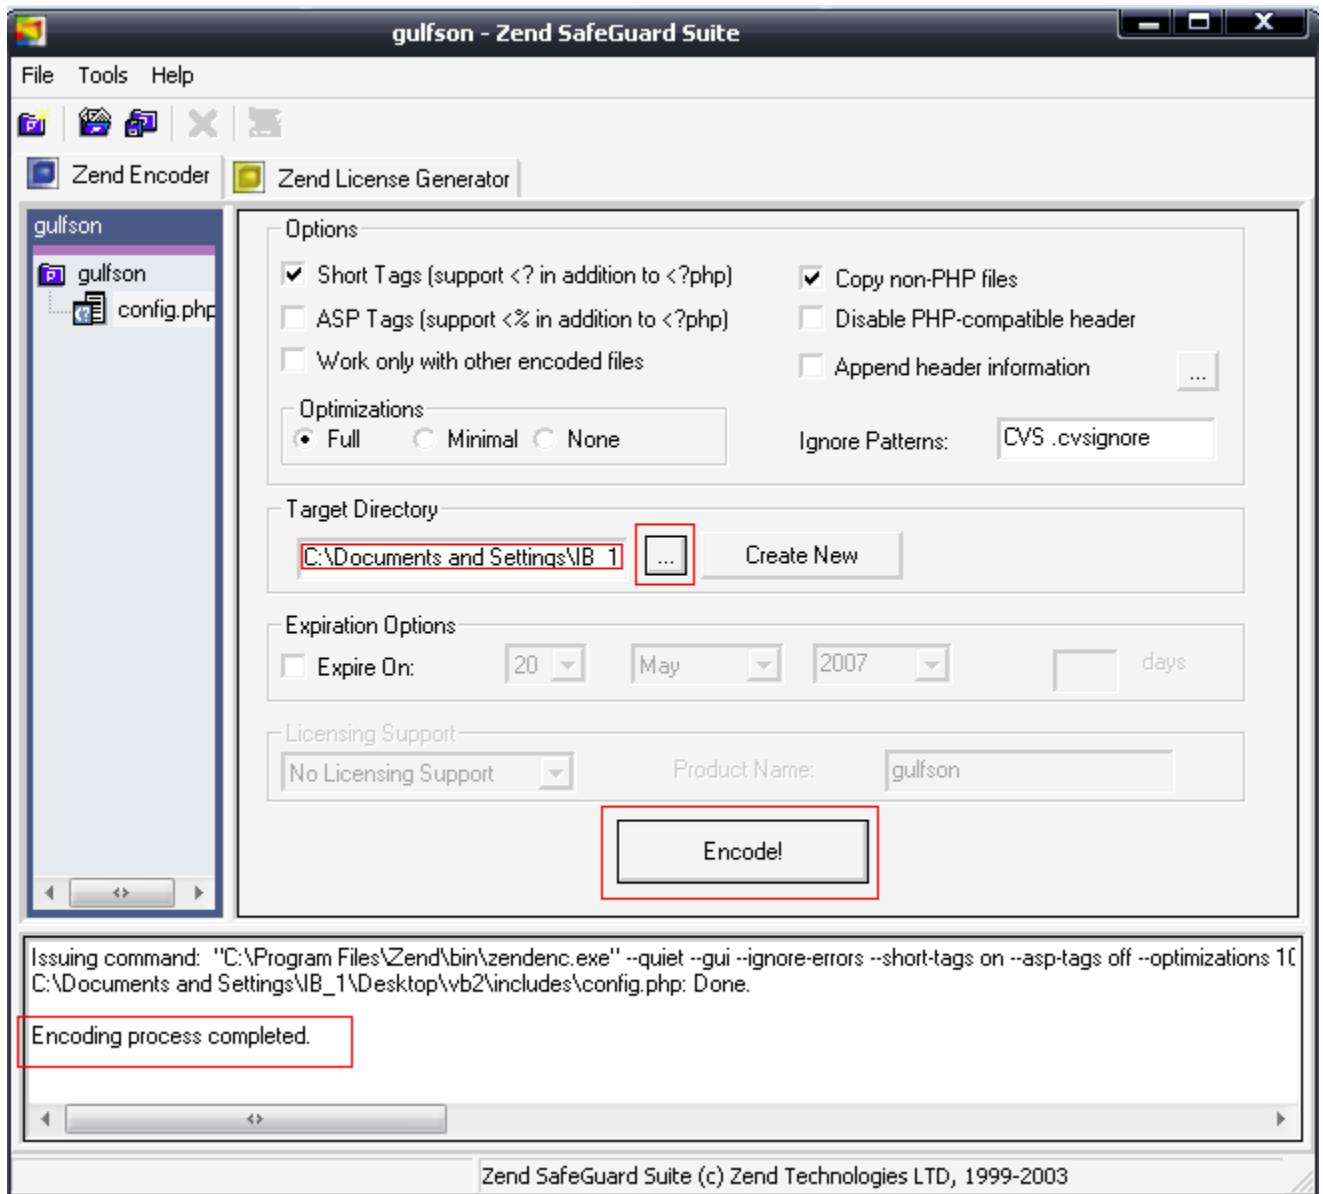 gulfson - Zend SafeGuard Suite
File Tools Help
Zend Encoder Zend License Generator
gulfson
gulfson
config.php
Options
Short Tags (support <? in addition to <?php)
Copy non-PHP files
ASP Tags (support <% in addition to <?php)
Disable PHP-compatible header
Work only with other encoded files
Append header information ...
Optimizations
Full Minimal None
Ignore Patterns: CVS .cvsignore
Target Directory
C:\Documents and Settings\IB_1 ... Create New
Expiration Options
Expire On: 20 May 2007 days
Licensing Support
No Licensing Support Product Name: gulfson
Encode!
Issuing command: "C:\Program Files\Zend\bin\zendenc.exe" --quiet --gui --ignore-errors --short-tags on --asp-tags off --optimizations
C:\Documents and Settings\IB_1\Desktop\vb2\includes\config.php: Done.
Encoding process completed.
Zend SafeGuard Suite (c) Zend Technologies LTD, 1999-2003